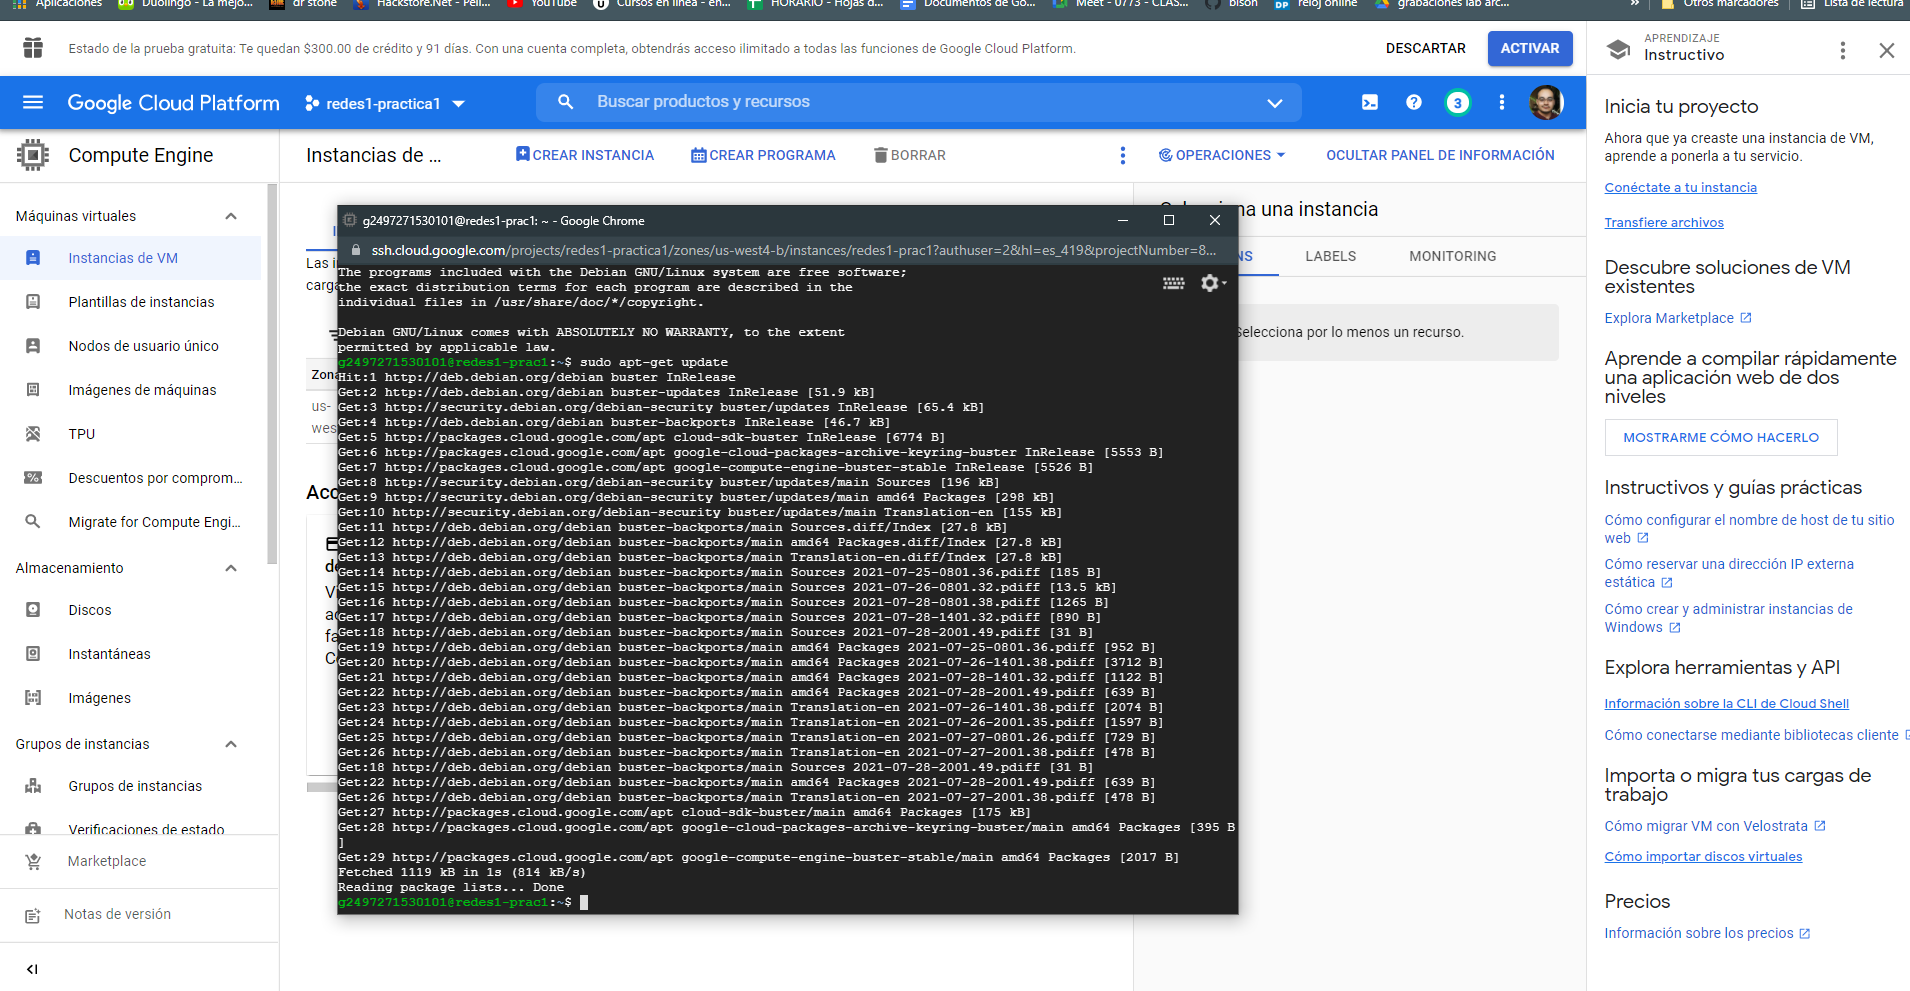 Aplicaciones
Duolingo - La mejo...
dr stone
Hackstore.Net - Peli...
YouTube
Cursos en línea - en...
HORARIO - Hojas d...
Documentos de Go...
Meet - 0773 - CLAS...
bison
reloj online
grabaciones lab arc...
»
Otros marcadores
Lista de lectura
Estado de la prueba gratuita: Te quedan $300.00 de crédito y 91 días. Con una cuenta completa, obtendrás acceso ilimitado a todas las funciones de Google Cloud Platform.
DESCARTAR
ACTIVAR
APRENDIZAJE
Instructivo
Google Cloud Platform
redes1-practica1
Buscar productos y recursos
3
Compute Engine
Instancias de ...
CREAR INSTANCIA
CREAR PROGRAMA
BORRAR
OPERACIONES
OCULTAR PANEL DE INFORMACIÓN
Máquinas virtuales
Instancias de VM
Plantillas de instancias
Nodos de usuario único
Imágenes de máquinas
TPU
Descuentos por comprom...
Migrate for Compute Engi...
Almacenamiento
Discos
Instantáneas
Imágenes
Grupos de instancias
Grupos de instancias
Verificaciones de estado
Marketplace
Notas de versión
Las i
carga
Zona
us-
wes
Acc
de
V
ac
fa
C
g2497271530101@redes1-prac1: ~ - Google Chrome
ssh.cloud.google.com/projects/redes1-practica1/zones/us-west4-b/instances/redes1-prac1?authuser=2&hl=es_419&projectNumber=8...
The programs included with the Debian GNU/Linux system are free software;
the exact distribution terms for each program are described in the
individual files in /usr/share/doc/*/copyright.
Debian GNU/Linux comes with ABSOLUTELY NO WARRANTY, to the extent
permitted by applicable law.
g2497271530101@redes1-prac1:~$ sudo apt-get update
Hit:1 http://deb.debian.org/debian buster InRelease
Get:2 http://deb.debian.org/debian buster-updates InRelease [51.9 kB]
Get:3 http://security.debian.org/debian-security buster/updates InRelease [65.4 kB]
Get:4 http://deb.debian.org/debian buster-backports InRelease [46.7 kB]
Get:5 http://packages.cloud.google.com/apt cloud-sdk-buster InRelease [6774 B]
Get:6 http://packages.cloud.google.com/apt google-cloud-packages-archive-keyring-buster InRelease [5553 B]
Get:7 http://packages.cloud.google.com/apt google-compute-engine-buster-stable InRelease [5526 B]
Get:8 http://security.debian.org/debian-security buster/updates/main Sources [196 kB]
Get:9 http://security.debian.org/debian-security buster/updates/main amd64 Packages [298 kB]
Get:10 http://security.debian.org/debian-security buster/updates/main Translation-en [155 kB]
Get:11 http://deb.debian.org/debian buster-backports/main Sources.diff/Index [27.8 kB]
Get:12 http://deb.debian.org/debian buster-backports/main amd64 Packages.diff/Index [27.8 kB]
Get:13 http://deb.debian.org/debian buster-backports/main Translation-en.diff/Index [27.8 kB]
Get:14 http://deb.debian.org/debian buster-backports/main Sources 2021-07-25-0801.36.pdiff [185 B]
Get:15 http://deb.debian.org/debian buster-backports/main Sources 2021-07-26-0801.32.pdiff [13.5 kB]
Get:16 http://deb.debian.org/debian buster-backports/main Sources 2021-07-28-0801.38.pdiff [1265 B]
Get:17 http://deb.debian.org/debian buster-backports/main Sources 2021-07-28-1401.32.pdiff [890 B]
Get:18 http://deb.debian.org/debian buster-backports/main Sources 2021-07-28-2001.49.pdiff [31 B]
Get:19 http://deb.debian.org/debian buster-backports/main amd64 Packages 2021-07-25-0801.36.pdiff [952 B]
Get:20 http://deb.debian.org/debian buster-backports/main amd64 Packages 2021-07-26-1401.38.pdiff [3712 B]
Get:21 http://deb.debian.org/debian buster-backports/main amd64 Packages 2021-07-28-1401.32.pdiff [1122 B]
Get:22 http://deb.debian.org/debian buster-backports/main amd64 Packages 2021-07-28-2001.49.pdiff [639 B]
Get:23 http://deb.debian.org/debian buster-backports/main Translation-en 2021-07-26-1401.38.pdiff [2074 B]
Get:24 http://deb.debian.org/debian buster-backports/main Translation-en 2021-07-26-2001.35.pdiff [1597 B]
Get:25 http://deb.debian.org/debian buster-backports/main Translation-en 2021-07-27-0801.26.pdiff [729 B]
Get:26 http://deb.debian.org/debian buster-backports/main Translation-en 2021-07-27-2001.38.pdiff [478 B]
Get:18 http://deb.debian.org/debian buster-backports/main Sources 2021-07-28-2001.49.pdiff [31 B]
Get:22 http://deb.debian.org/debian buster-backports/main amd64 Packages 2021-07-28-2001.49.pdiff [639 B]
Get:26 http://deb.debian.org/debian buster-backports/main Translation-en 2021-07-27-2001.38.pdiff [478 B]
Get:27 http://packages.cloud.google.com/apt cloud-sdk-buster/main amd64 Packages [175 kB]
Get:28 http://packages.cloud.google.com/apt google-cloud-packages-archive-keyring-buster/main amd64 Packages [395 B
]
Get:29 http://packages.cloud.google.com/apt google-compute-engine-buster-stable/main amd64 Packages [2017 B]
Fetched 1119 kB in 1s (814 kB/s)
Reading package lists... Done
g2497271530101@redes1-prac1:~$
Selecciona una instancia
NS
LABELS
MONITORING
Selecciona por lo menos un recurso.
Inicia tu proyecto
Ahora que ya creaste una instancia de VM,
aprende a ponerla a tu servicio.
Conéctate a tu instancia
Transfiere archivos
Descubre soluciones de VM
existentes
Explora Marketplace
Aprende a compilar rápidamente
una aplicación web de dos
niveles
MOSTRARME CÓMO HACERLO
Instructivos y guías prácticas
Cómo configurar el nombre de host de tu sitio
web
Cómo reservar una dirección IP externa
estática
Cómo crear y administrar instancias de
Windows
Explora herramientas y API
Información sobre la CLI de Cloud Shell
Cómo conectarse mediante bibliotecas cliente
Importa o migra tus cargas de
trabajo
Cómo migrar VM con Velostrata
Cómo importar discos virtuales
Precios
Información sobre los precios